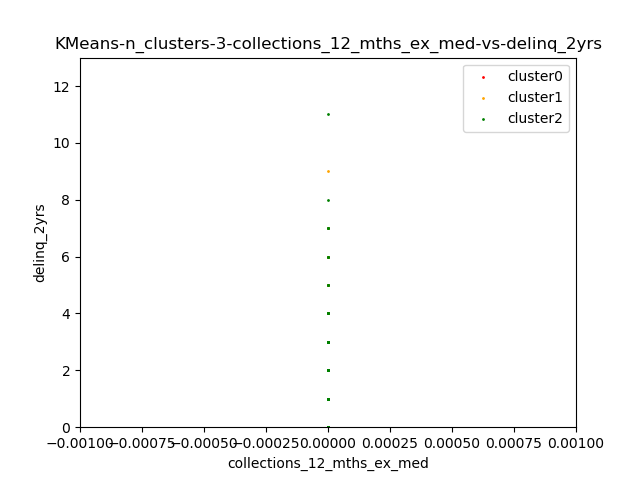 KMeans-n_clusters-3-collections_12_mths_ex_med-vs-delinq_2yrs
cluster0
cluster1
cluster2
12
10
8
6
4
2
0
delinq_2yrs
−0.00100 −0.00075 −0.00050 −0.00025 0.00000 0.00025 0.00050 0.00075 0.00100
collections_12_mths_ex_med